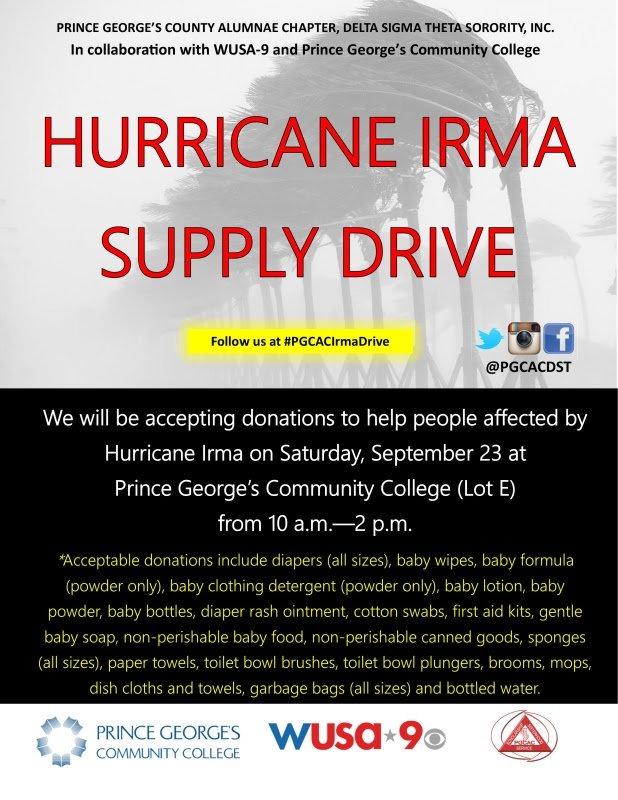 PRINCE GEORGE'S COUNTY ALUMNAE CHAPTER, DELTA SIGMA THETA SORORITY, INC.
In collaboration with WUSA-9 and Prince George's Community College
HURRICANE IRMA
SUPPLY DRIVE
Follow us at #PGCACIrmaDrive
@PGCACDST
We will be accepting donations to help people affected by
Hurricane Irma on Saturday, September 23 at
Prince George's Community College (Lot E)
from 10 a.m.—2 p.m.
*Acceptable donations include diapers (all sizes), baby wipes, baby formula
(powder only), baby clothing detergent (powder only), baby lotion, baby
powder, baby bottles, diaper rash ointment, cotton swabs, first aid kits, gentle
baby soap, non-perishable baby food, non-perishable canned goods, sponges
(all sizes), paper towels, toilet bowl brushes, toilet bowl plungers, brooms, mops,
dish cloths and towels, garbage bags (all sizes) and bottled water.
PRINCE GEORGE'S
COMMUNITY COLLEGE
WUSA★9
PGCAC
SERVICE